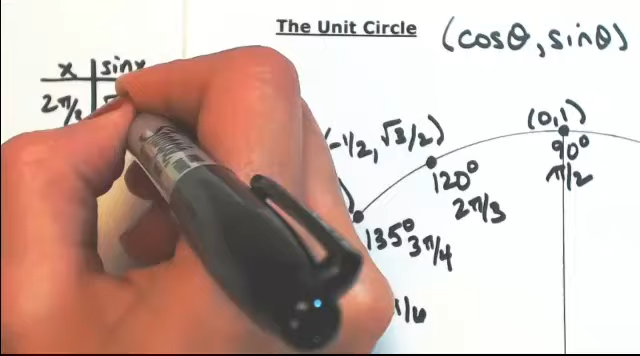 The Unit Circle
(cosθ, sinθ)
x | sinx
2π/3
(0,1)
-1/2, √3/2)
90°
π/2
120°
2π/3
135°
3π/4